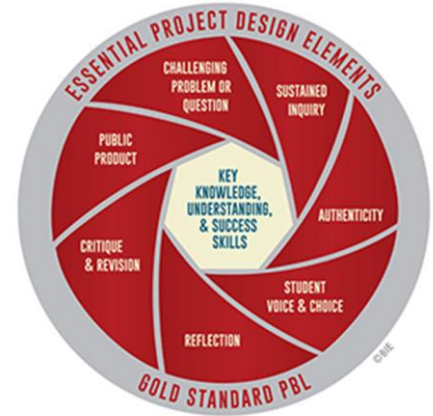 ESSENTIAL PROJECT DESIGN ELEMENTS
CHALLENGING
PROBLEM OR
QUESTION
SUSTAINED
INQUIRY
AUTHENTICITY
STUDENT
VOICE & CHOICE
REFLECTION
CRITIQUE
& REVISION
PUBLIC
PRODUCT
KEY
KNOWLEDGE,
UNDERSTANDING,
& SUCCESS
SKILLS
GOLD STANDARD PBL
©BIE